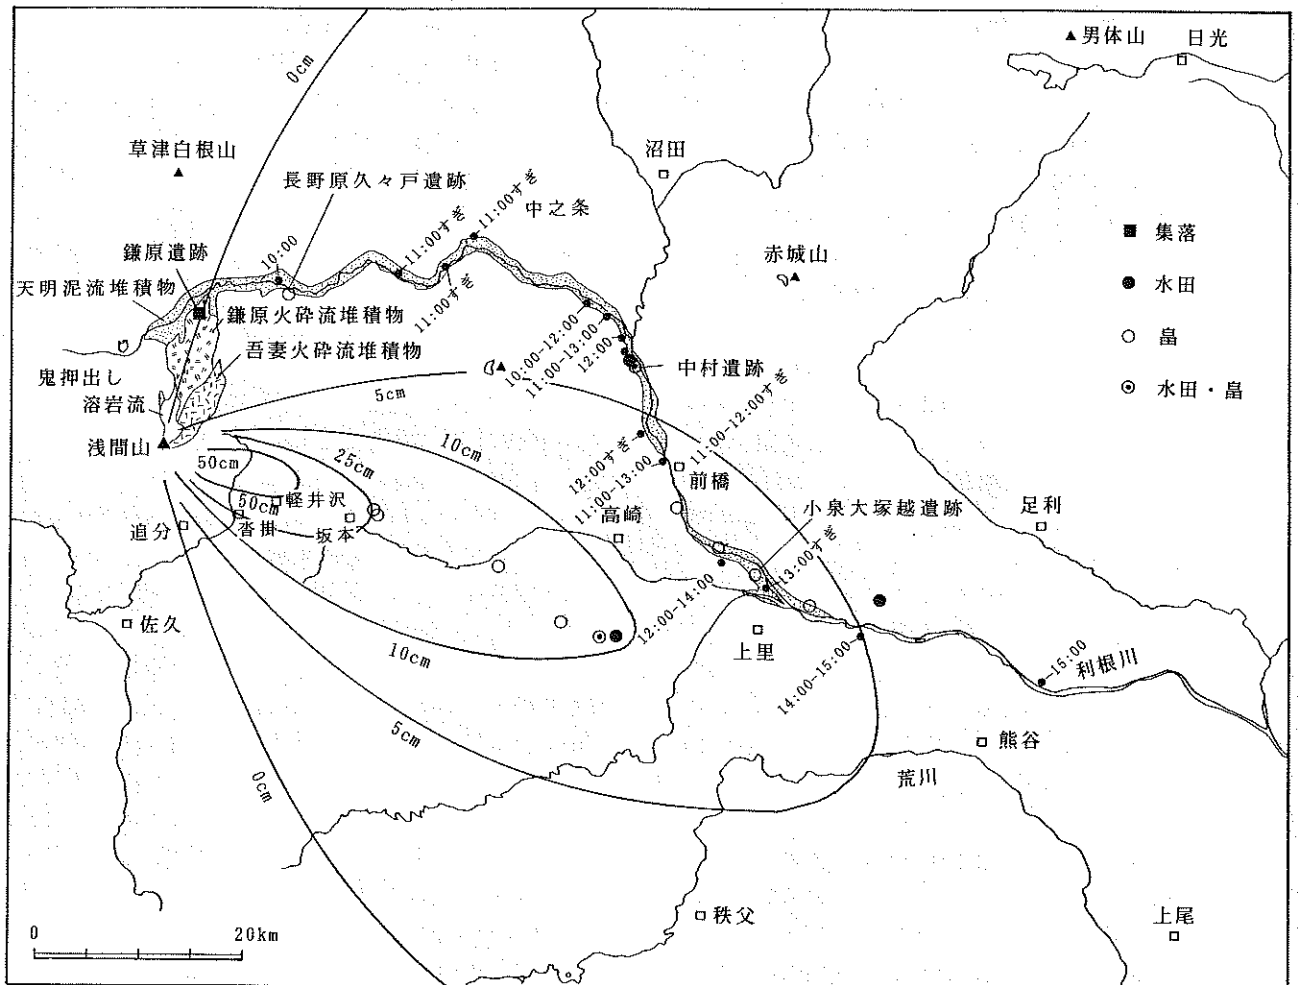 0cm
男体山
日光
草津白根山
沼田
長野原久々戸遺跡
11:00すぎ
11:00すぎ
中之条
集落
鎌原遺跡
10:00
赤城山
水田
天明泥流堆積物
11:00すぎ
鎌原火砕流堆積物
畠
10:00-12:00
11:00-13:00
12:00
吾妻火砕流堆積物
中村遺跡
鬼押出し
溶岩流
5cm
水田・畠
11:00-12:00すぎ
浅間山
10cm
50cm
25cm
12:00すぎ
11:00-13:00
前橋
50cm
軽井沢
高崎
小泉大塚越遺跡
足利
追分
沓掛
坂本
13:00すぎ
12:00-14:00
佐久
10cm
上里
14:00-15:00
15:00
利根川
5cm
熊谷
0cm
荒川
秩父
上尾
0
20km